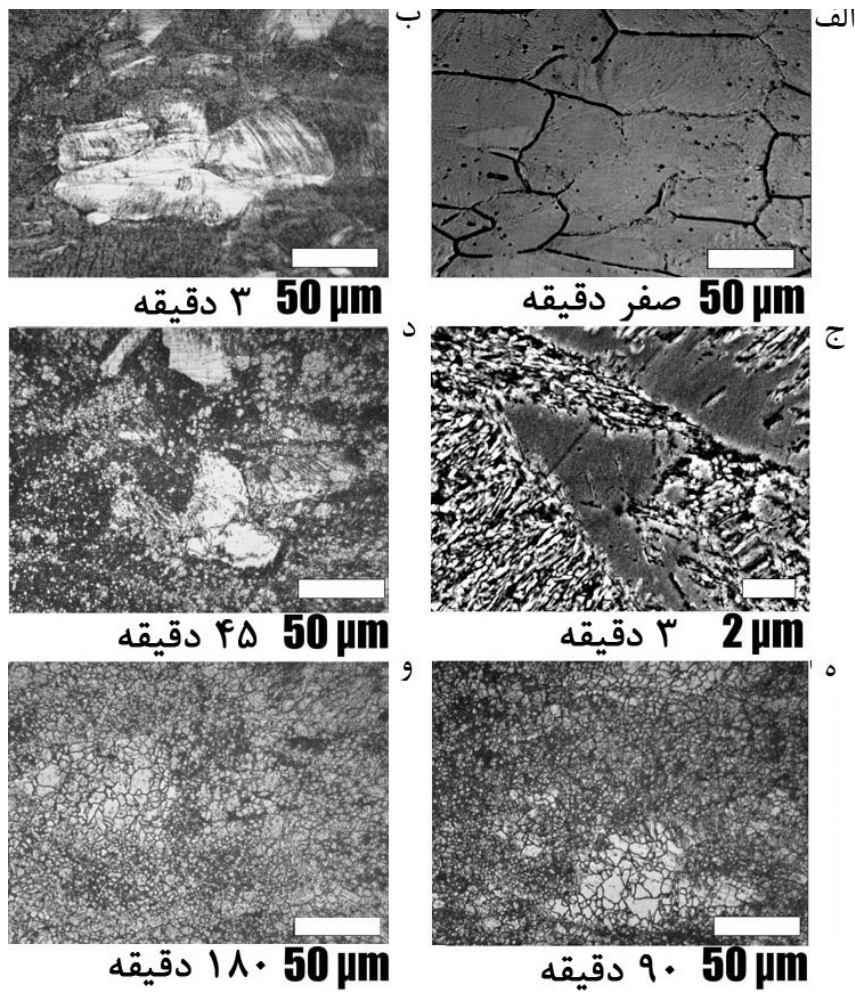 الف
ب
صفر دقیقه 50 µm
۳ دقیقه 50 µm
ج
د
۳ دقیقه 2 µm
۴۵ دقیقه 50 µm
ه
و
۹۰ دقیقه 50 µm
۱۸۰ دقیقه 50 µm